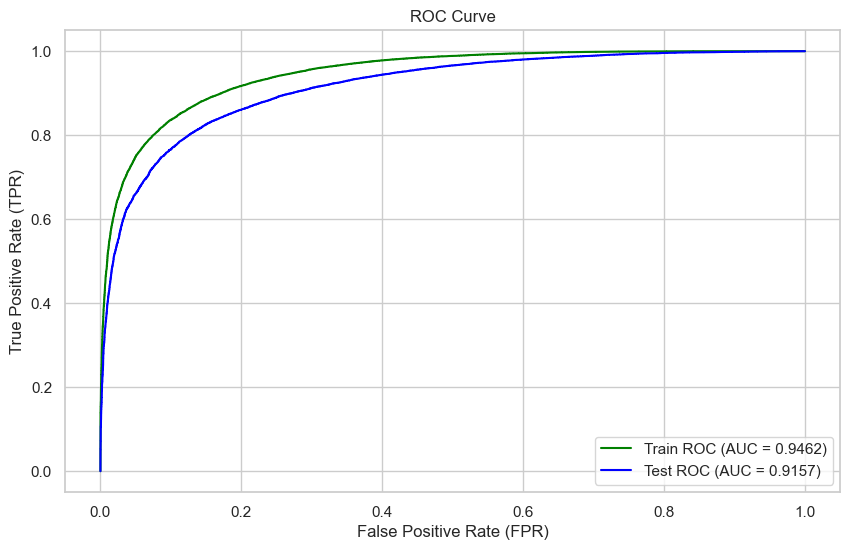 ROC Curve
True Positive Rate (TPR)
1.0
0.8
0.6
0.4
0.2
0.0
Train ROC (AUC = 0.9462)
Test ROC (AUC = 0.9157)
0.0 0.2 0.4 0.6 0.8 1.0
False Positive Rate (FPR)